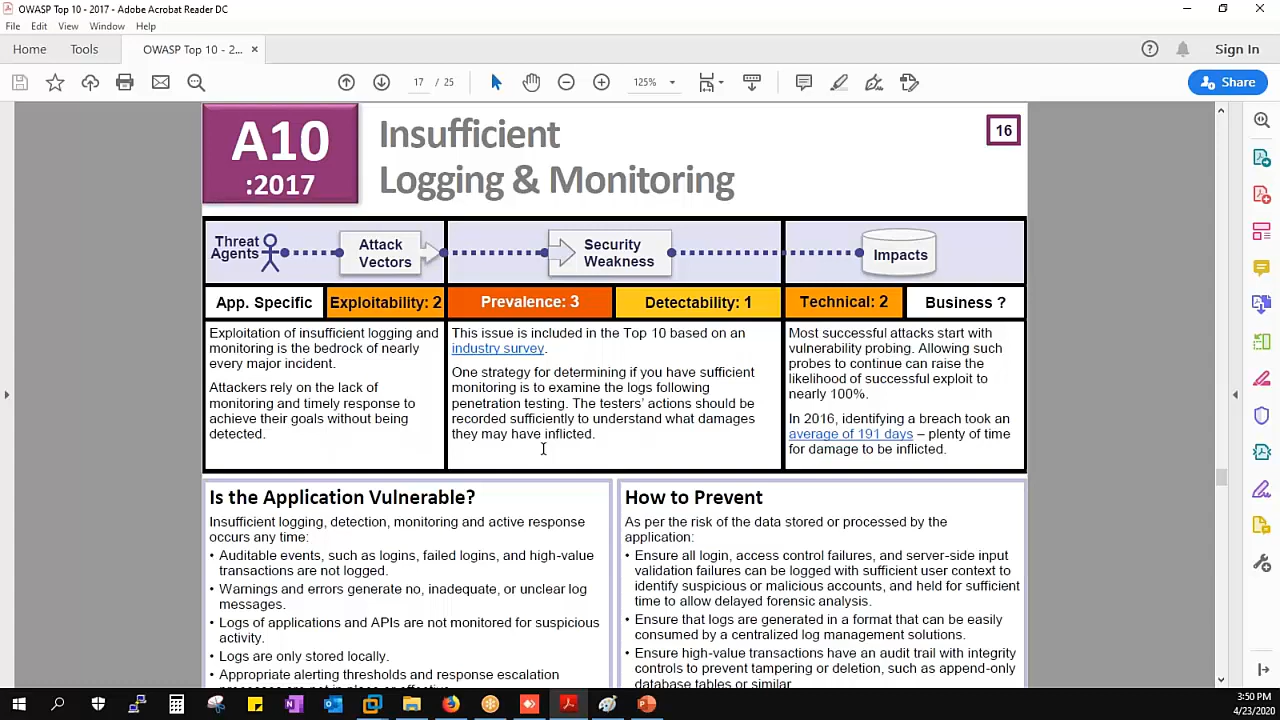 OWASP Top 10 - 2017 - Adobe Acrobat Reader DC
File Edit View Window Help
Home Tools OWASP Top 10 - 2... × Sign In
17 / 25 125% Share
A10
:2017
Insufficient
Logging & Monitoring
16
Threat
Agents
Attack
Vectors
Security
Weakness
Impacts
App. Specific Exploitability: 2 Prevalence: 3 Detectability: 1 Technical: 2 Business ?
Exploitation of insufficient logging and
monitoring is the bedrock of nearly
every major incident.
Attackers rely on the lack of
monitoring and timely response to
achieve their goals without being
detected.
This issue is included in the Top 10 based on an
industry survey.
One strategy for determining if you have sufficient
monitoring is to examine the logs following
penetration testing. The testers' actions should be
recorded sufficiently to understand what damages
they may have inflicted.
Most successful attacks start with
vulnerability probing. Allowing such
probes to continue can raise the
likelihood of successful exploit to
nearly 100%.
In 2016, identifying a breach took an
average of 191 days – plenty of time
for damage to be inflicted.
Is the Application Vulnerable?
Insufficient logging, detection, monitoring and active response
occurs any time:
• Auditable events, such as logins, failed logins, and high-value
transactions are not logged.
• Warnings and errors generate no, inadequate, or unclear log
messages.
• Logs of applications and APIs are not monitored for suspicious
activity.
• Logs are only stored locally.
• Appropriate alerting thresholds and response escalation
How to Prevent
As per the risk of the data stored or processed by the
application:
• Ensure all login, access control failures, and server-side input
validation failures can be logged with sufficient user context to
identify suspicious or malicious accounts, and held for sufficient
time to allow delayed forensic analysis.
• Ensure that logs are generated in a format that can be easily
consumed by a centralized log management solutions.
• Ensure high-value transactions have an audit trail with integrity
controls to prevent tampering or deletion, such as append-only
database tables or similar
3:50 PM
4/23/2020